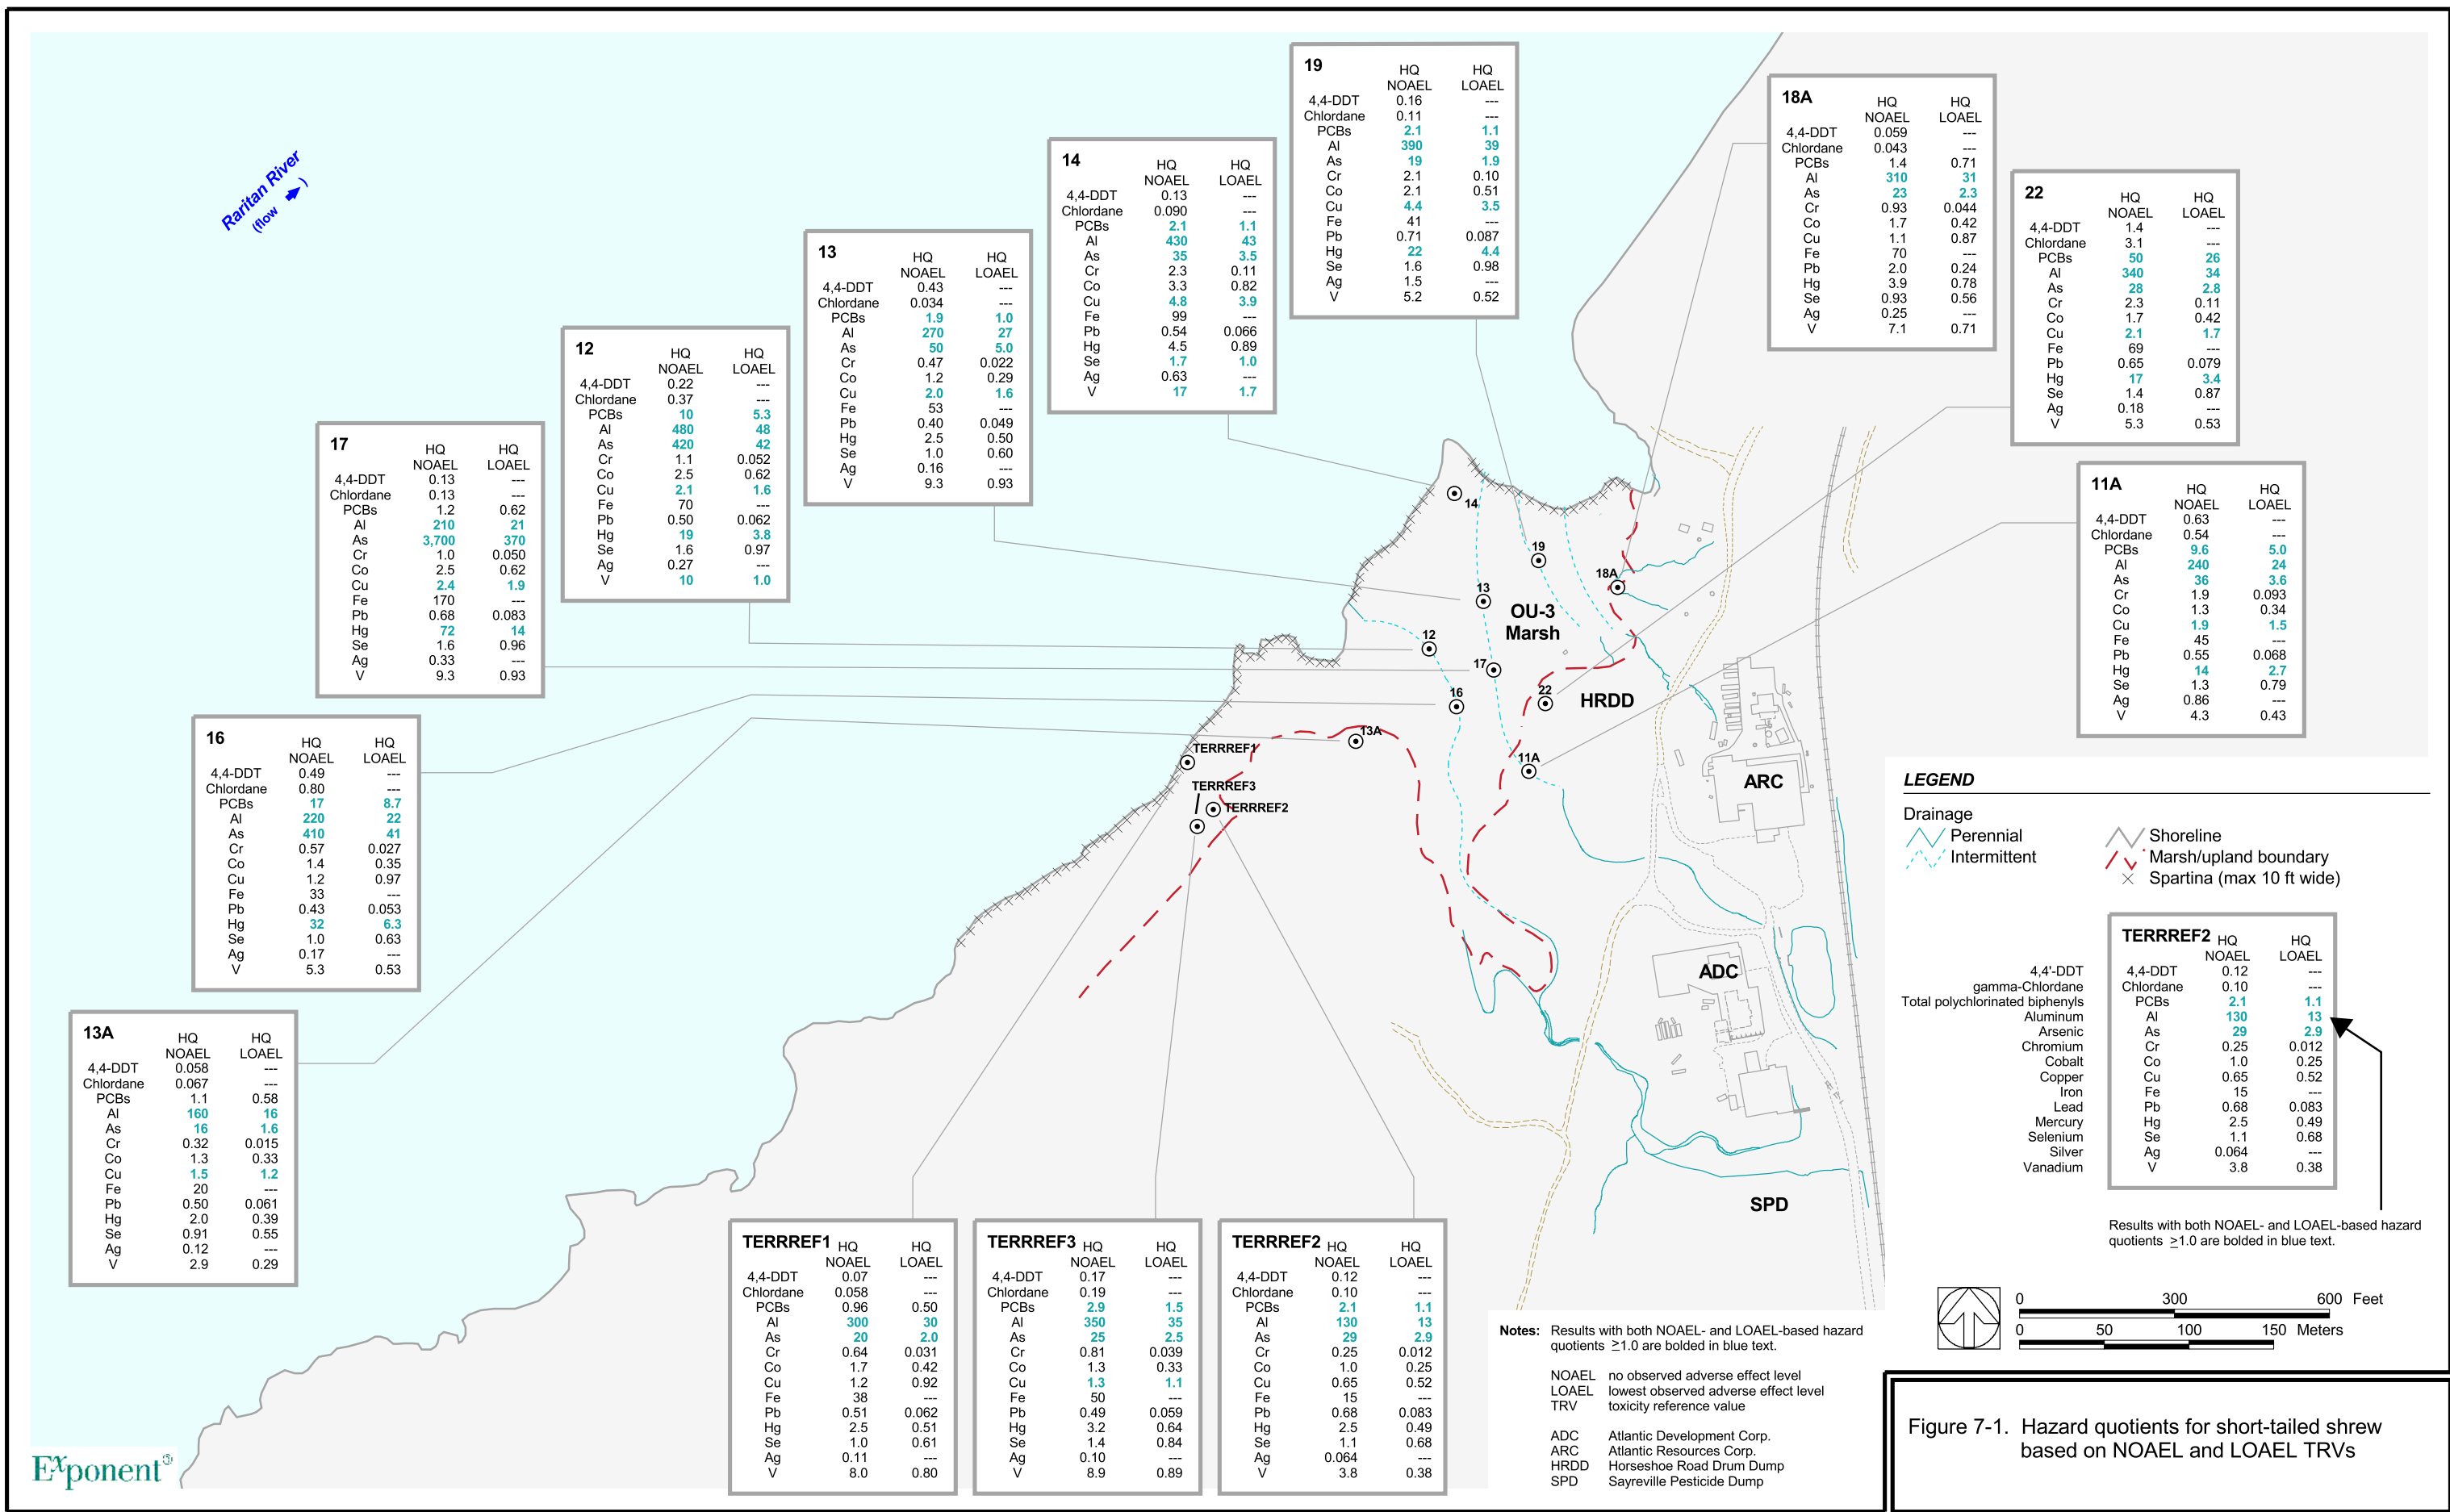 Raritan River
(flow )
19
HQ HQ
NOAEL LOAEL
4,4-DDT 0.16 ---
Chlordane 0.11 ---
PCBs 2.1 1.1
Al 390 39
As 19 1.9
Cr 2.1 0.10
Co 2.1 0.51
Cu 4.4 3.5
Fe 41 ---
Pb 0.71 0.087
Hg 22 4.4
Se 1.6 0.98
Ag 1.5 ---
V 5.2 0.52
18A
HQ HQ
NOAEL LOAEL
4,4-DDT 0.059 ---
Chlordane 0.043 ---
PCBs 1.4 0.71
Al 310 31
As 23 2.3
Cr 0.93 0.044
Co 1.7 0.42
Cu 1.1 0.87
Fe 70 ---
Pb 2.0 0.24
Hg 3.9 0.78
Se 0.93 0.56
Ag 0.25 ---
V 7.1 0.71
14
HQ HQ
NOAEL LOAEL
4,4-DDT 0.13 ---
Chlordane 0.090 ---
PCBs 2.1 1.1
Al 430 43
As 35 3.5
Cr 2.3 0.11
Co 3.3 0.82
Cu 4.8 3.9
Fe 99 ---
Pb 0.54 0.066
Hg 4.5 0.89
Se 1.7 1.0
Ag 0.63 ---
V 17 1.7
22
HQ HQ
NOAEL LOAEL
4,4-DDT 1.4 ---
Chlordane 3.1 ---
PCBs 50 26
Al 340 34
As 28 2.8
Cr 2.3 0.11
Co 1.7 0.42
Cu 2.1 1.7
Fe 69 ---
Pb 0.65 0.079
Hg 17 3.4
Se 1.4 0.87
Ag 0.18 ---
V 5.3 0.53
13
HQ HQ
NOAEL LOAEL
4,4-DDT 0.43 ---
Chlordane 0.034 ---
PCBs 1.9 1.0
Al 270 27
As 50 5.0
Cr 0.47 0.022
Co 1.2 0.29
Cu 2.0 1.6
Fe 53 ---
Pb 0.40 0.049
Hg 2.5 0.50
Se 1.0 0.60
Ag 0.16 ---
V 9.3 0.93
12
HQ HQ
NOAEL LOAEL
4,4-DDT 0.22 ---
Chlordane 0.37 ---
PCBs 10 5.3
Al 480 48
As 420 42
Cr 1.1 0.052
Co 2.5 0.62
Cu 2.1 1.6
Fe 70 ---
Pb 0.50 0.062
Hg 19 3.8
Se 1.6 0.97
Ag 0.27 ---
V 10 1.0
17
HQ HQ
NOAEL LOAEL
4,4-DDT 0.13 ---
Chlordane 0.13 ---
PCBs 1.2 0.62
Al 210 21
As 3,700 370
Cr 1.0 0.050
Co 2.5 0.62
Cu 2.4 1.9
Fe 170 ---
Pb 0.68 0.083
Hg 72 14
Se 1.6 0.96
Ag 0.33 ---
V 9.3 0.93
11A
HQ HQ
NOAEL LOAEL
4,4-DDT 0.63 ---
Chlordane 0.54 ---
PCBs 9.6 5.0
Al 240 24
As 36 3.6
Cr 1.9 0.093
Co 1.3 0.34
Cu 1.9 1.5
Fe 45 ---
Pb 0.55 0.068
Hg 14 2.7
Se 1.3 0.79
Ag 0.86 ---
V 4.3 0.43
16
HQ HQ
NOAEL LOAEL
4,4-DDT 0.49 ---
Chlordane 0.80 ---
PCBs 17 8.7
Al 220 22
As 410 41
Cr 0.57 0.027
Co 1.4 0.35
Cu 1.2 0.97
Fe 33 ---
Pb 0.43 0.053
Hg 32 6.3
Se 1.0 0.63
Ag 0.17 ---
V 5.3 0.53
13A
HQ HQ
NOAEL LOAEL
4,4-DDT 0.058 ---
Chlordane 0.067 ---
PCBs 1.1 0.58
Al 160 16
As 16 1.6
Cr 0.32 0.015
Co 1.3 0.33
Cu 1.5 1.2
Fe 20 ---
Pb 0.50 0.061
Hg 2.0 0.39
Se 0.91 0.55
Ag 0.12 ---
V 2.9 0.29
14
19
18A
13
OU-3
Marsh
12
17
16
22
HRDD
13A
TERRREF1
11A
TERRREF3
TERRREF2
ARC
ADC
SPD
TERRREF1
HQ HQ
NOAEL LOAEL
4,4-DDT 0.07 ---
Chlordane 0.058 ---
PCBs 0.96 0.50
Al 300 30
As 20 2.0
Cr 0.64 0.031
Co 1.7 0.42
Cu 1.2 0.92
Fe 38 ---
Pb 0.51 0.062
Hg 2.5 0.51
Se 1.0 0.61
Ag 0.11 ---
V 8.0 0.80
TERRREF3
HQ HQ
NOAEL LOAEL
4,4-DDT 0.17 ---
Chlordane 0.19 ---
PCBs 2.9 1.5
Al 350 35
As 25 2.5
Cr 0.81 0.039
Co 1.3 0.33
Cu 1.3 1.1
Fe 50 ---
Pb 0.49 0.059
Hg 3.2 0.64
Se 1.4 0.84
Ag 0.10 ---
V 8.9 0.89
TERRREF2
HQ HQ
NOAEL LOAEL
4,4-DDT 0.12 ---
Chlordane 0.10 ---
PCBs 2.1 1.1
Al 130 13
As 29 2.9
Cr 0.25 0.012
Co 1.0 0.25
Cu 0.65 0.52
Fe 15 ---
Pb 0.68 0.083
Hg 2.5 0.49
Se 1.1 0.68
Ag 0.064 ---
V 3.8 0.38
LEGEND
Drainage
Perennial
Intermittent
Shoreline
Marsh/upland boundary
Spartina (max 10 ft wide)
TERRREF2
HQ HQ
NOAEL LOAEL
4,4'-DDT 4,4-DDT 0.12 ---
gamma-Chlordane Chlordane 0.10 ---
Total polychlorinated biphenyls PCBs 2.1 1.1
Aluminum Al 130 13
Arsenic As 29 2.9
Chromium Cr 0.25 0.012
Cobalt Co 1.0 0.25
Copper Cu 0.65 0.52
Iron Fe 15 ---
Lead Pb 0.68 0.083
Mercury Hg 2.5 0.49
Selenium Se 1.1 0.68
Silver Ag 0.064 ---
Vanadium V 3.8 0.38
Results with both NOAEL- and LOAEL-based hazard
quotients ≥1.0 are bolded in blue text.
0 300 600 Feet
0 50 100 150 Meters
Notes: Results with both NOAEL- and LOAEL-based hazard
quotients ≥1.0 are bolded in blue text.
NOAEL no observed adverse effect level
LOAEL lowest observed adverse effect level
TRV toxicity reference value
ADC Atlantic Development Corp.
ARC Atlantic Resources Corp.
HRDD Horseshoe Road Drum Dump
SPD Sayreville Pesticide Dump
Figure 7-1. Hazard quotients for short-tailed shrew
based on NOAEL and LOAEL TRVs
Exponent®